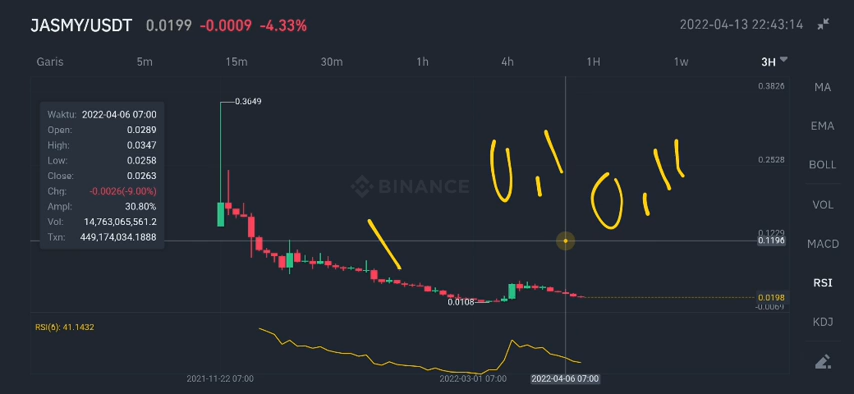 JASMY/USDT 0.0199 -0.0009 -4.33% 2022-04-13 22:43:14
Garis 5m 15m 30m 1h 4h 1H 1w 3H
0.3826
MA
0.3649
Waktu: 2022-04-06 07:00
Open: 0.0289
High: 0.0347
Low: 0.0258
Close: 0.0263
Chg: -0.0026(-9.00%)
Ampl: 30.80%
Vol: 14,763,065,561.2
Txn: 449,174,034.1888
EMA
0.2528
BOLL
BINANCE
0,1
0,11
VOL
0.1229
0.1196
MACD
RSI
0.0108
0.0198
-0.0069
KDJ
RSI(6): 41.1432
2021-11-22 07:00 2022-03-01 07:00 2022-04-06 07:00